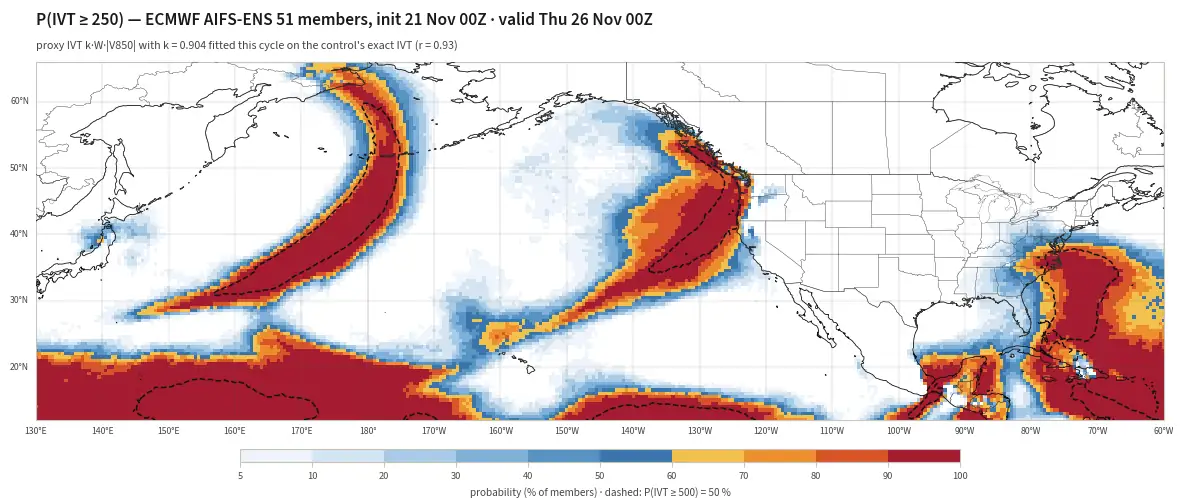 P(IVT ≥ 250) — ECMWF AIFS-ENS 51 members, init 21 Nov 00Z · valid Thu 26 Nov 00Z
proxy IVT k·W·|V850| with k = 0.904 fitted this cycle on the control's exact IVT (r = 0.93)
60°N
50°N
40°N
30°N
20°N
130°E 140°E 150°E 160°E 170°E 180° 170°W 160°W 150°W 140°W 130°W 120°W 110°W 100°W 90°W 80°W 70°W 60°W
5 10 20 30 40 50 60 70 80 90 100
probability (% of members) · dashed: P(IVT ≥ 500) = 50 %